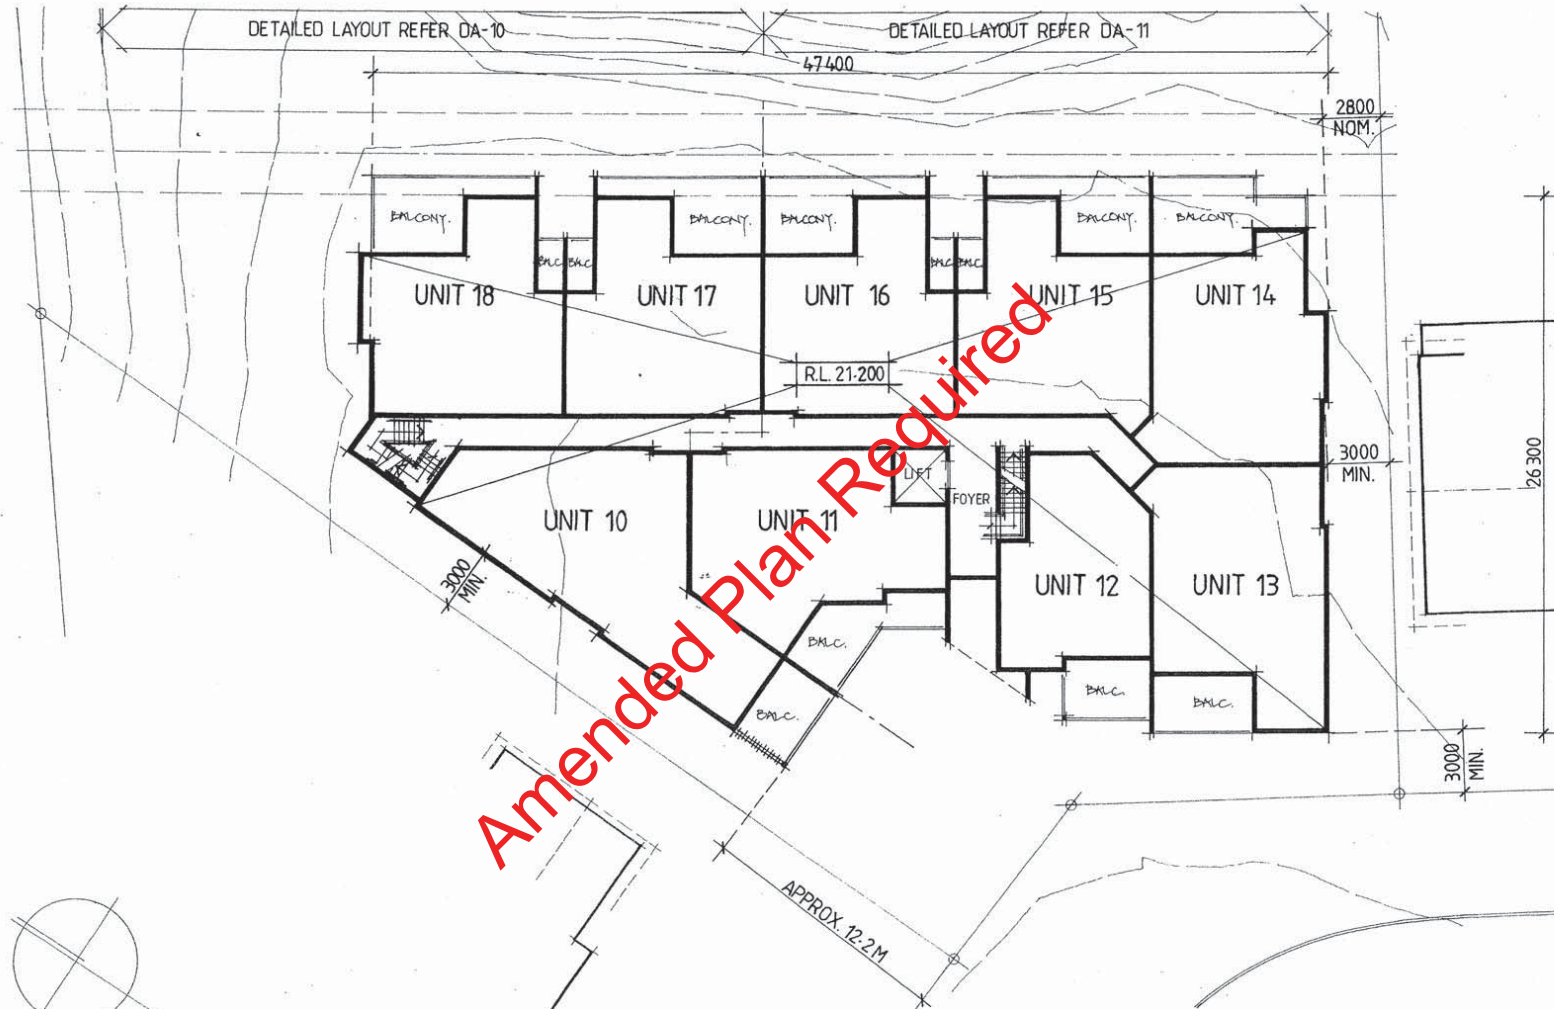 DETAILED LAYOUT REFER DA-10
DETAILED LAYOUT REFER DA-11
47400
2800
NOM.
BALCONY.
BALCONY.
BALCONY.
BALCONY.
BALCONY.
BALC
BALC
BALC
BALC
UNIT 18
UNIT 17
UNIT 16
UNIT 15
UNIT 14
R.L. 21·200
26300
3000
MIN.
LIFT
FOYER
UNIT 10
UNIT 11
UNIT 12
UNIT 13
3000
MIN.
BALC.
BALC.
BALC.
BALC.
3000
MIN.
APPROX. 12·2M
Amended Plan Required